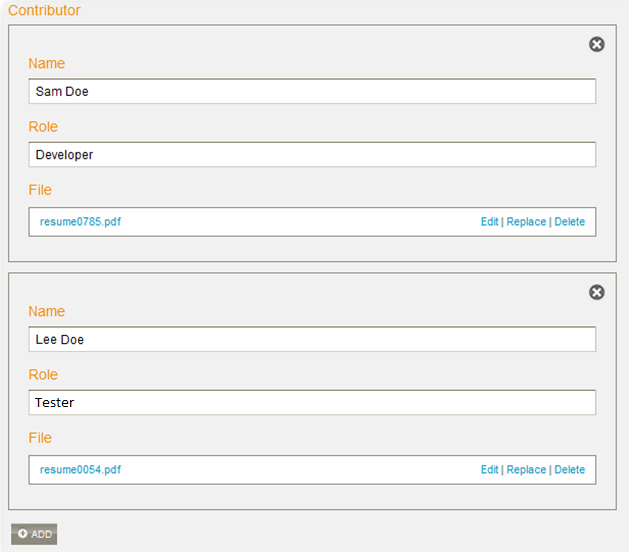 Contributor
Name
Sam Doe
Role
Developer
File
resume0785.pdf Edit | Replace | Delete
Name
Lee Doe
Role
Tester
File
resume0054.pdf Edit | Replace | Delete
ADD